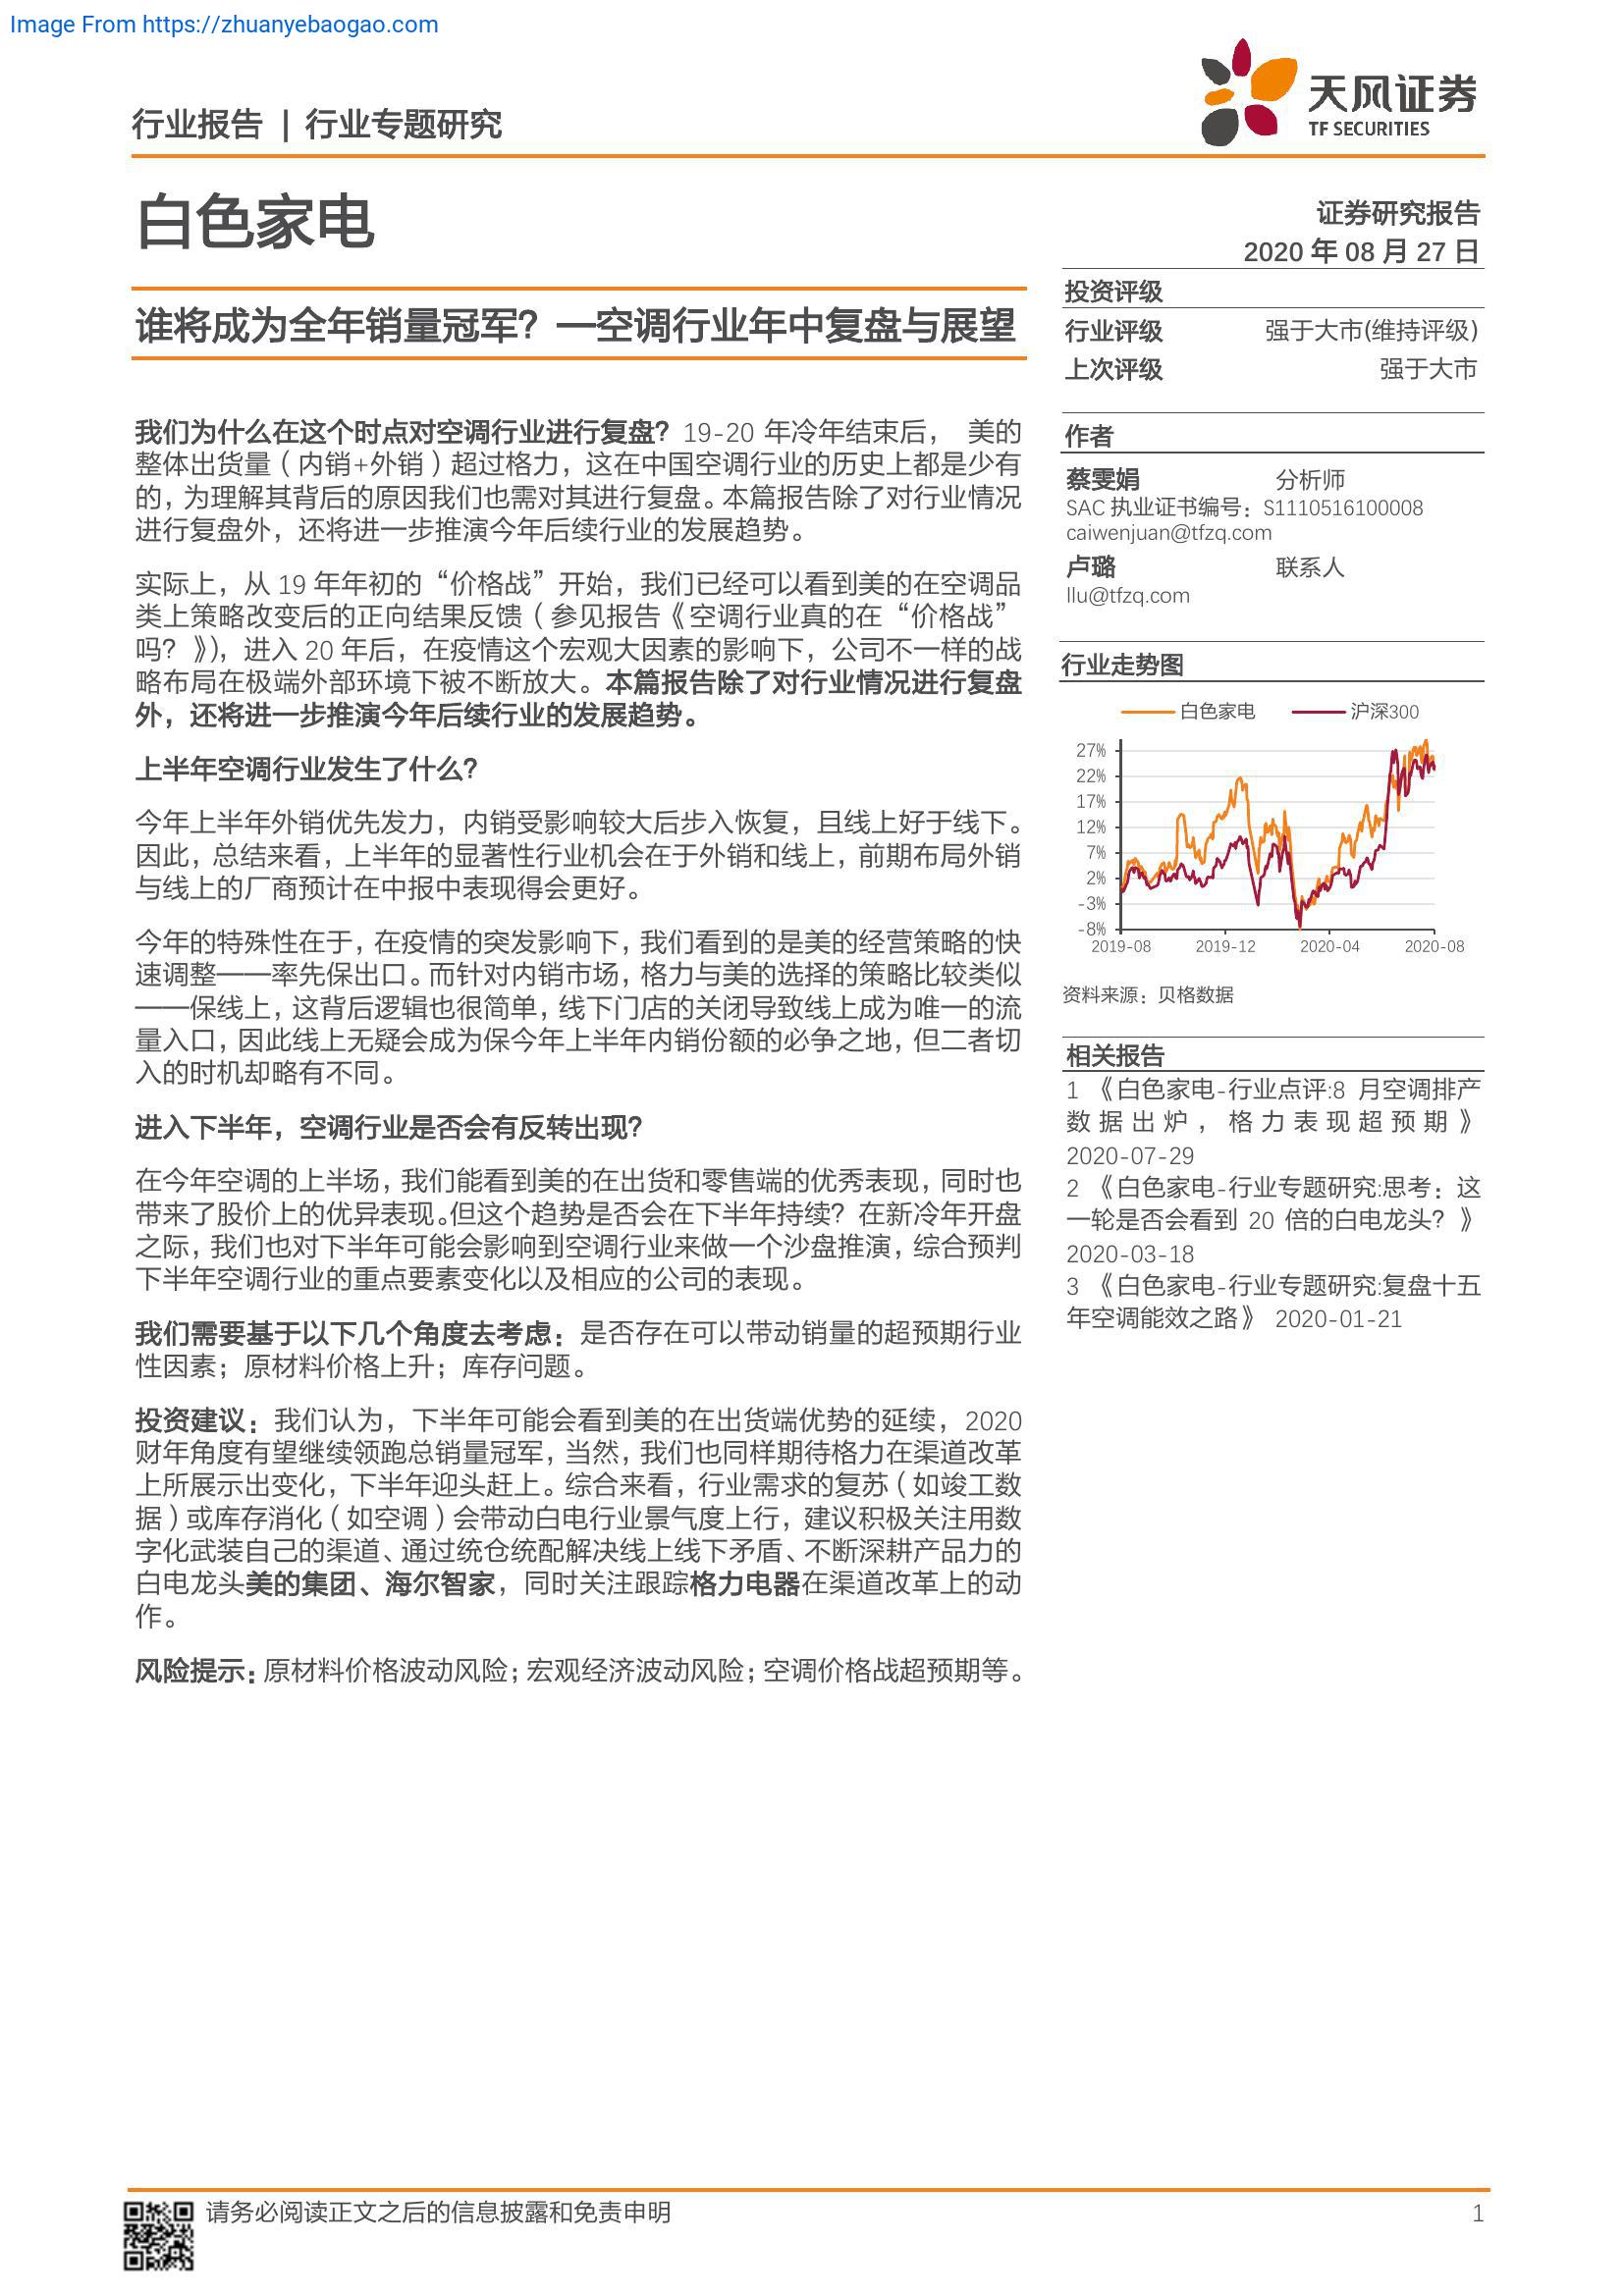 Image From https://zhuanyebaogao.com
行业报告 | 行业专题研究
天风证券
TF SECURITIES
白色家电
证券研究报告
2020 年 08 月 27 日
谁将成为全年销量冠军？—空调行业年中复盘与展望
我们为什么在这个时点对空调行业进行复盘？19-20 年冷年结束后， 美的
整体出货量（内销+外销）超过格力，这在中国空调行业的历史上都是少有
的，为理解其背后的原因我们也需对其进行复盘。本篇报告除了对行业情况
进行复盘外，还将进一步推演今年后续行业的发展趋势。
实际上，从 19 年年初的“价格战”开始，我们已经可以看到美的在空调品
类上策略改变后的正向结果反馈（参见报告《空调行业真的在“价格战”
吗？》），进入 20 年后，在疫情这个宏观大因素的影响下，公司不一样的战
略布局在极端外部环境下被不断放大。本篇报告除了对行业情况进行复盘
外，还将进一步推演今年后续行业的发展趋势。
上半年空调行业发生了什么？
今年上半年外销优先发力，内销受影响较大后步入恢复，且线上好于线下。
因此，总结来看，上半年的显著性行业机会在于外销和线上，前期布局外销
与线上的厂商预计在中报中表现得会更好。
今年的特殊性在于，在疫情的突发影响下，我们看到的是美的经营策略的快
速调整——率先保出口。而针对内销市场，格力与美的选择的策略比较类似
——保线上，这背后逻辑也很简单，线下门店的关闭导致线上成为唯一的流
量入口，因此线上无疑会成为保今年上半年内销份额的必争之地，但二者切
入的时机却略有不同。
进入下半年，空调行业是否会有反转出现？
在今年空调的上半场，我们能看到美的在出货和零售端的优秀表现，同时也
带来了股价上的优异表现。但这个趋势是否会在下半年持续？在新冷年开盘
之际，我们也对下半年可能会影响到空调行业来做一个沙盘推演，综合预判
下半年空调行业的重点要素变化以及相应的公司的表现。
我们需要基于以下几个角度去考虑：是否存在可以带动销量的超预期行业
性因素；原材料价格上升；库存问题。
投资建议：我们认为，下半年可能会看到美的在出货端优势的延续，2020
财年角度有望继续领跑总销量冠军，当然，我们也同样期待格力在渠道改革
上所展示出变化，下半年迎头赶上。综合来看，行业需求的复苏（如竣工数
据）或库存消化（如空调）会带动白电行业景气度上行，建议积极关注用数
字化武装自己的渠道、通过统仓统配解决线上线下矛盾、不断深耕产品力的
白电龙头美的集团、海尔智家，同时关注跟踪格力电器在渠道改革上的动
作。
风险提示：原材料价格波动风险；宏观经济波动风险；空调价格战超预期等。
投资评级
行业评级 强于大市(维持评级)
上次评级 强于大市
作者
蔡雯娟 分析师
SAC 执业证书编号：S1110516100008
caiwenjuan@tfzq.com
卢璐 联系人
llu@tfzq.com
行业走势图
白色家电 沪深300
27%
22%
17%
12%
7%
2%
-3%
-8%
2019-08 2019-12 2020-04 2020-08
资料来源：贝格数据
相关报告
1 《白色家电-行业点评:8 月空调排产
数据出炉，格力表现超预期》
2020-07-29
2 《白色家电-行业专题研究:思考：这
一轮是否会看到 20 倍的白电龙头？》
2020-03-18
3 《白色家电-行业专题研究:复盘十五
年空调能效之路》 2020-01-21
请务必阅读正文之后的信息披露和免责申明 1